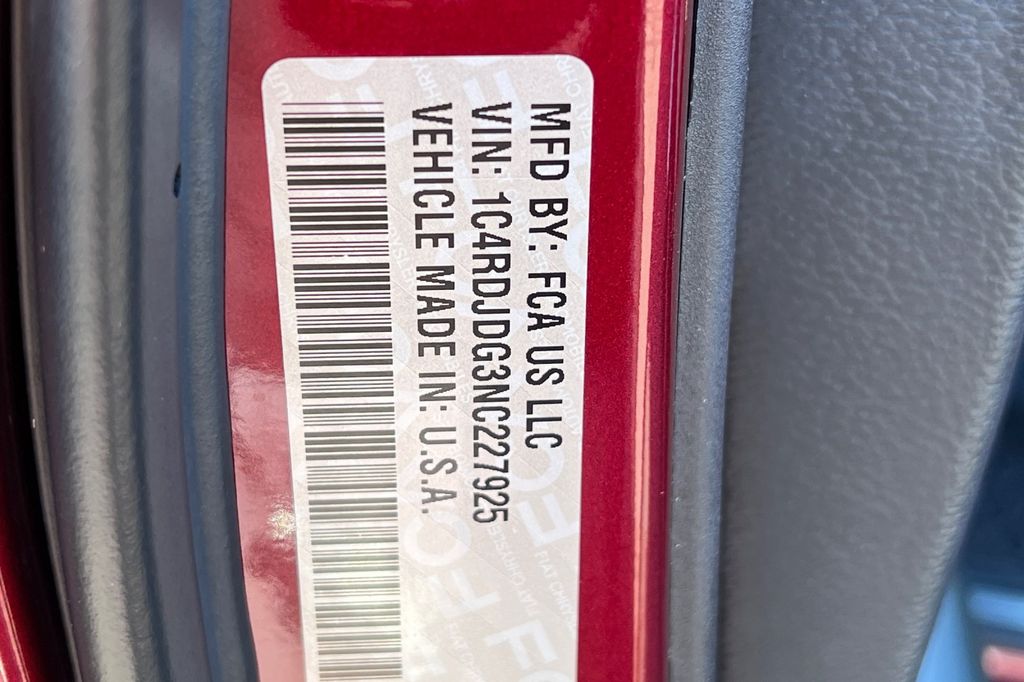 MFD BY: FCA US LLC
VIN: 1C4RDJDG3NC227925
VEHICLE MADE IN: U.S.A.